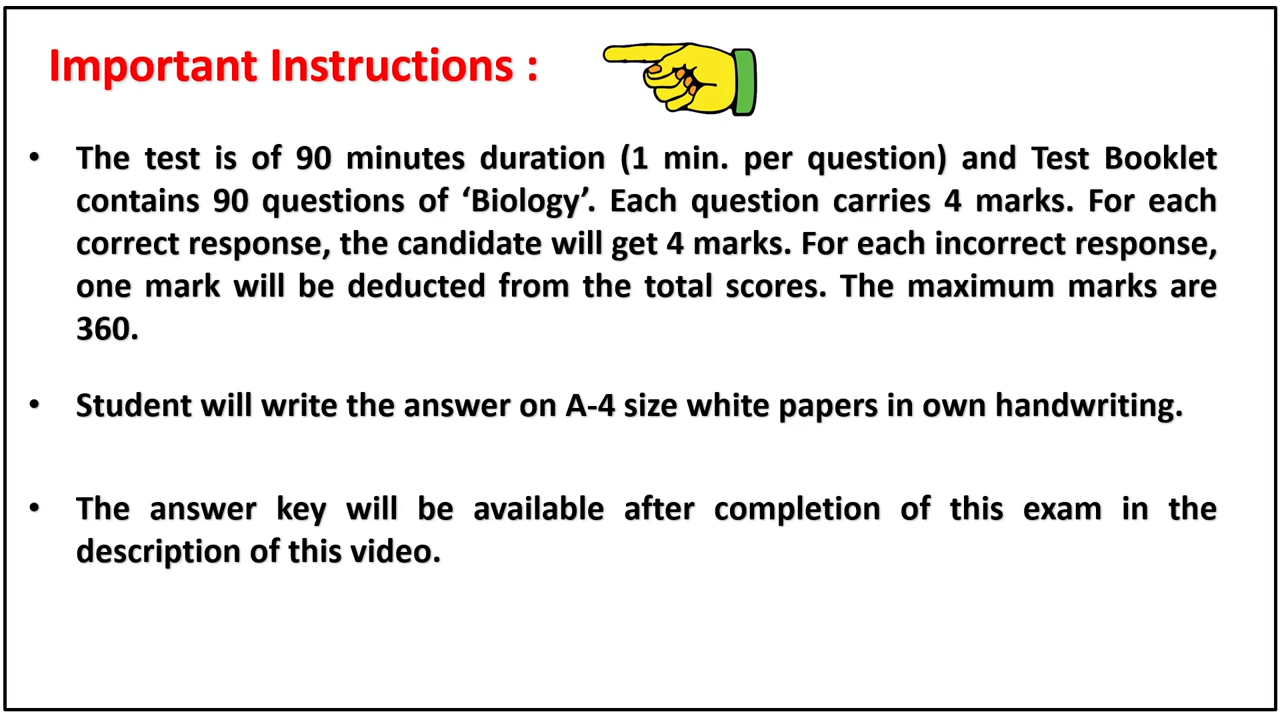 Important Instructions :
• The test is of 90 minutes duration (1 min. per question) and Test Booklet
contains 90 questions of ‘Biology’. Each question carries 4 marks. For each
correct response, the candidate will get 4 marks. For each incorrect response,
one mark will be deducted from the total scores. The maximum marks are
360.
• Student will write the answer on A-4 size white papers in own handwriting.
• The answer key will be available after completion of this exam in the
description of this video.